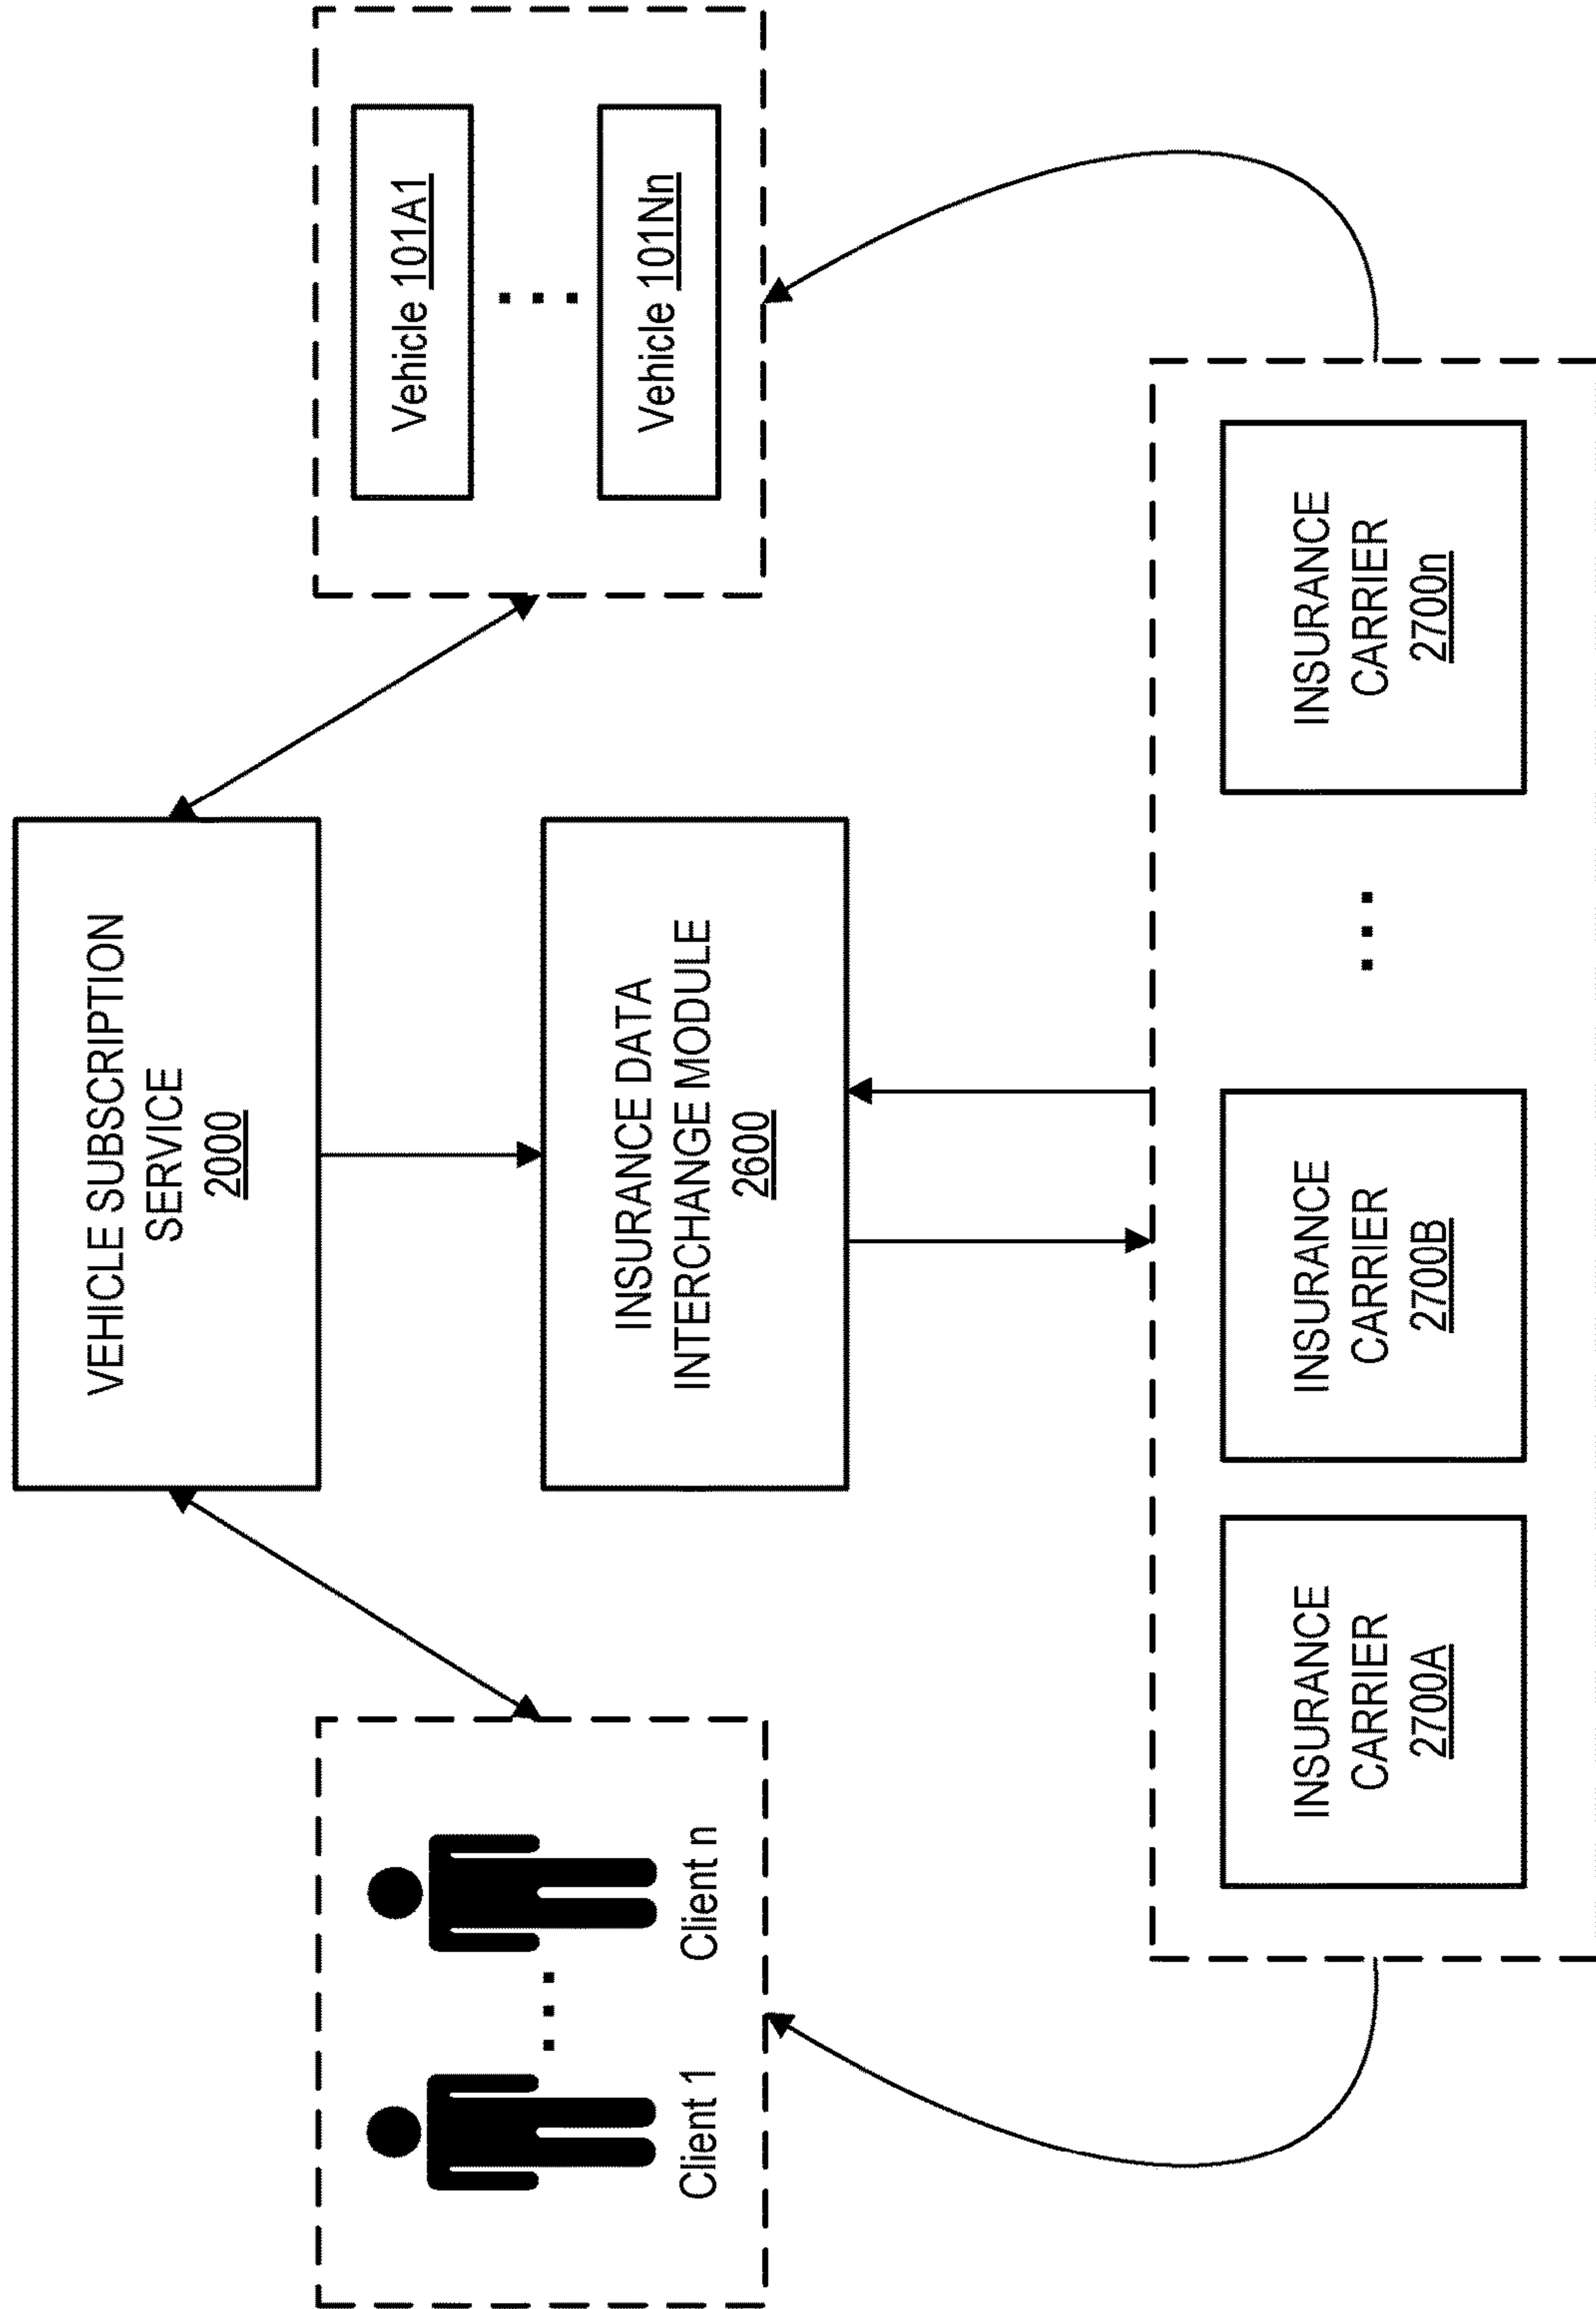 VEHICLE SUBSCRIPTION
SERVICE
2000
Client 1
Client n
INSURANCE DATA
INTERCHANGE MODULE
2600
Vehicle 101A1
Vehicle 101Nn
INSURANCE
CARRIER
2700A
INSURANCE
CARRIER
2700B
INSURANCE
CARRIER
2700n